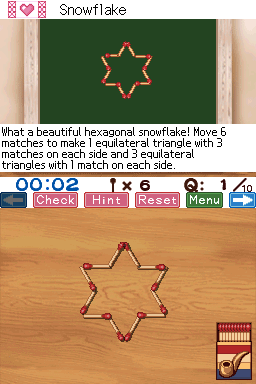 Snowflake
What a beautiful hexagonal snowflake! Move 6
matches to make 1 equilateral triangle with 3
matches on each side and 3 equilateral
triangles with 1 match on each side.
00:02 × 6 Q: 1/10
Check Hint Reset Menu